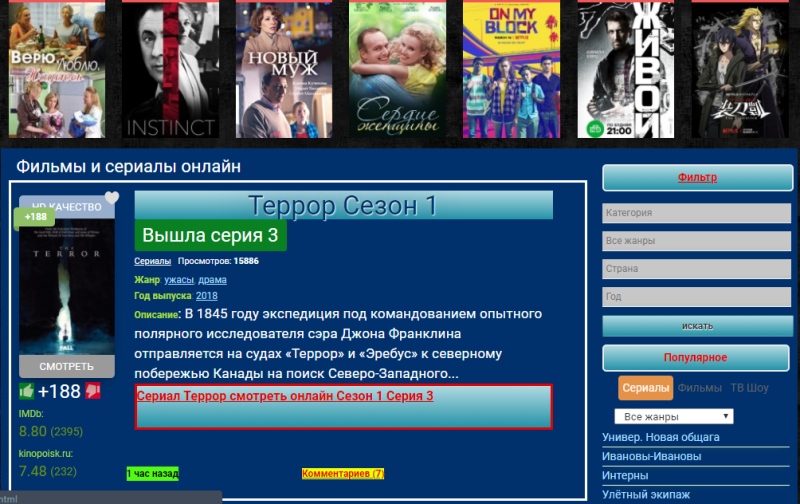 Верю. Люблю.
INSTINCT
НОВЫЙ
МУЖ
Сердце
женщины
ON MY
BLOCK
ЖИВОЙ
21:00
Фильмы и сериалы онлайн
HD КАЧЕСТВО
+188
THE
TERROR
FALL
СМОТРЕТЬ
+188
IMDb:
8.80 (2395)
kinopoisk.ru:
7.48 (232)
Террор Сезон 1
Вышла серия 3
Сериалы Просмотров: 15886
Жанр: ужасы, драма
Год выпуска: 2018
Описание: В 1845 году экспедиция под командованием опытного
полярного исследователя сэра Джона Франклина
отправляется на судах «Террор» и «Эребус» к северному
побережью Канады на поиск Северо-Западного...
Сериал Террор смотреть онлайн Сезон 1 Серия 3
1 час назад
Комментариев (7)
Фильтр
Категория
Все жанры
Страна
Год
искать
Популярное
Сериалы Фильмы ТВ Шоу
Все жанры
Универ. Новая общага
Ивановы-Ивановы
Интерны
Улётный экипаж
html